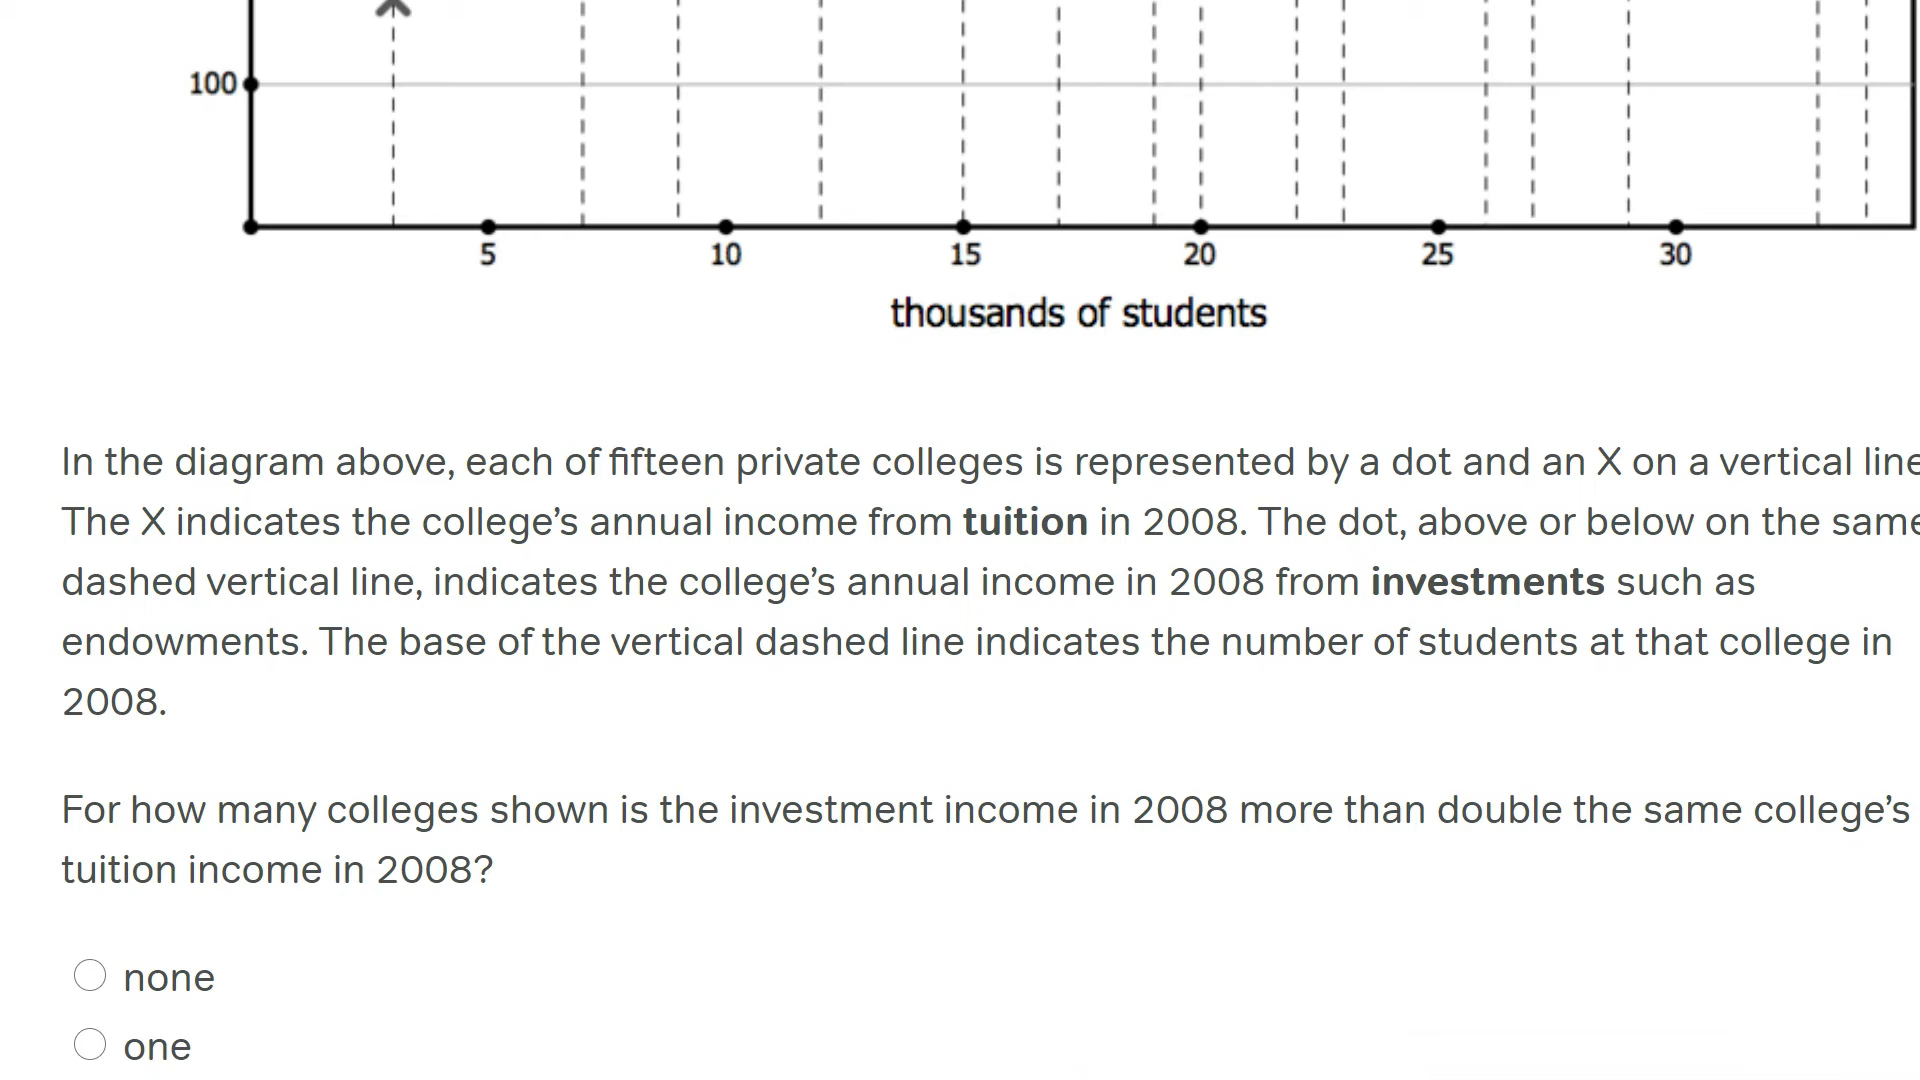 100
5 10 15 20 25 30
thousands of students
In the diagram above, each of fifteen private colleges is represented by a dot and an X on a vertical line
The X indicates the college’s annual income from tuition in 2008. The dot, above or below on the same
dashed vertical line, indicates the college’s annual income in 2008 from investments such as
endowments. The base of the vertical dashed line indicates the number of students at that college in
2008.
For how many colleges shown is the investment income in 2008 more than double the same college’s
tuition income in 2008?
none
one